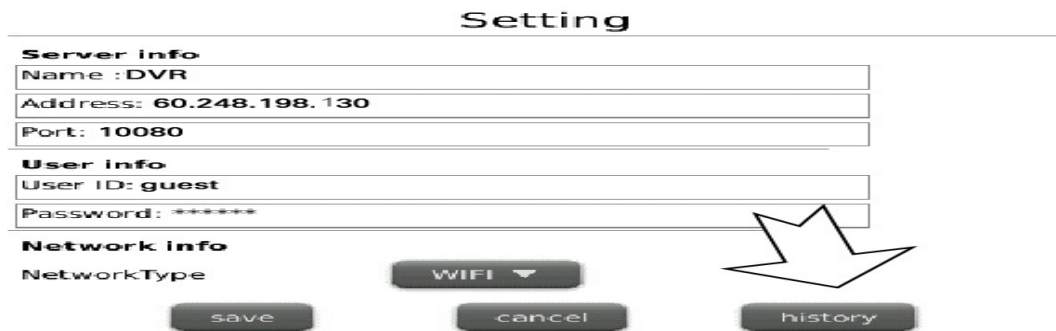 Setting
Server info
Name :DVR
Address: 60.248.198.130
Port: 10080
User info
User ID: guest
Password: ******
Network info
NetworkType WIFI
save cancel history